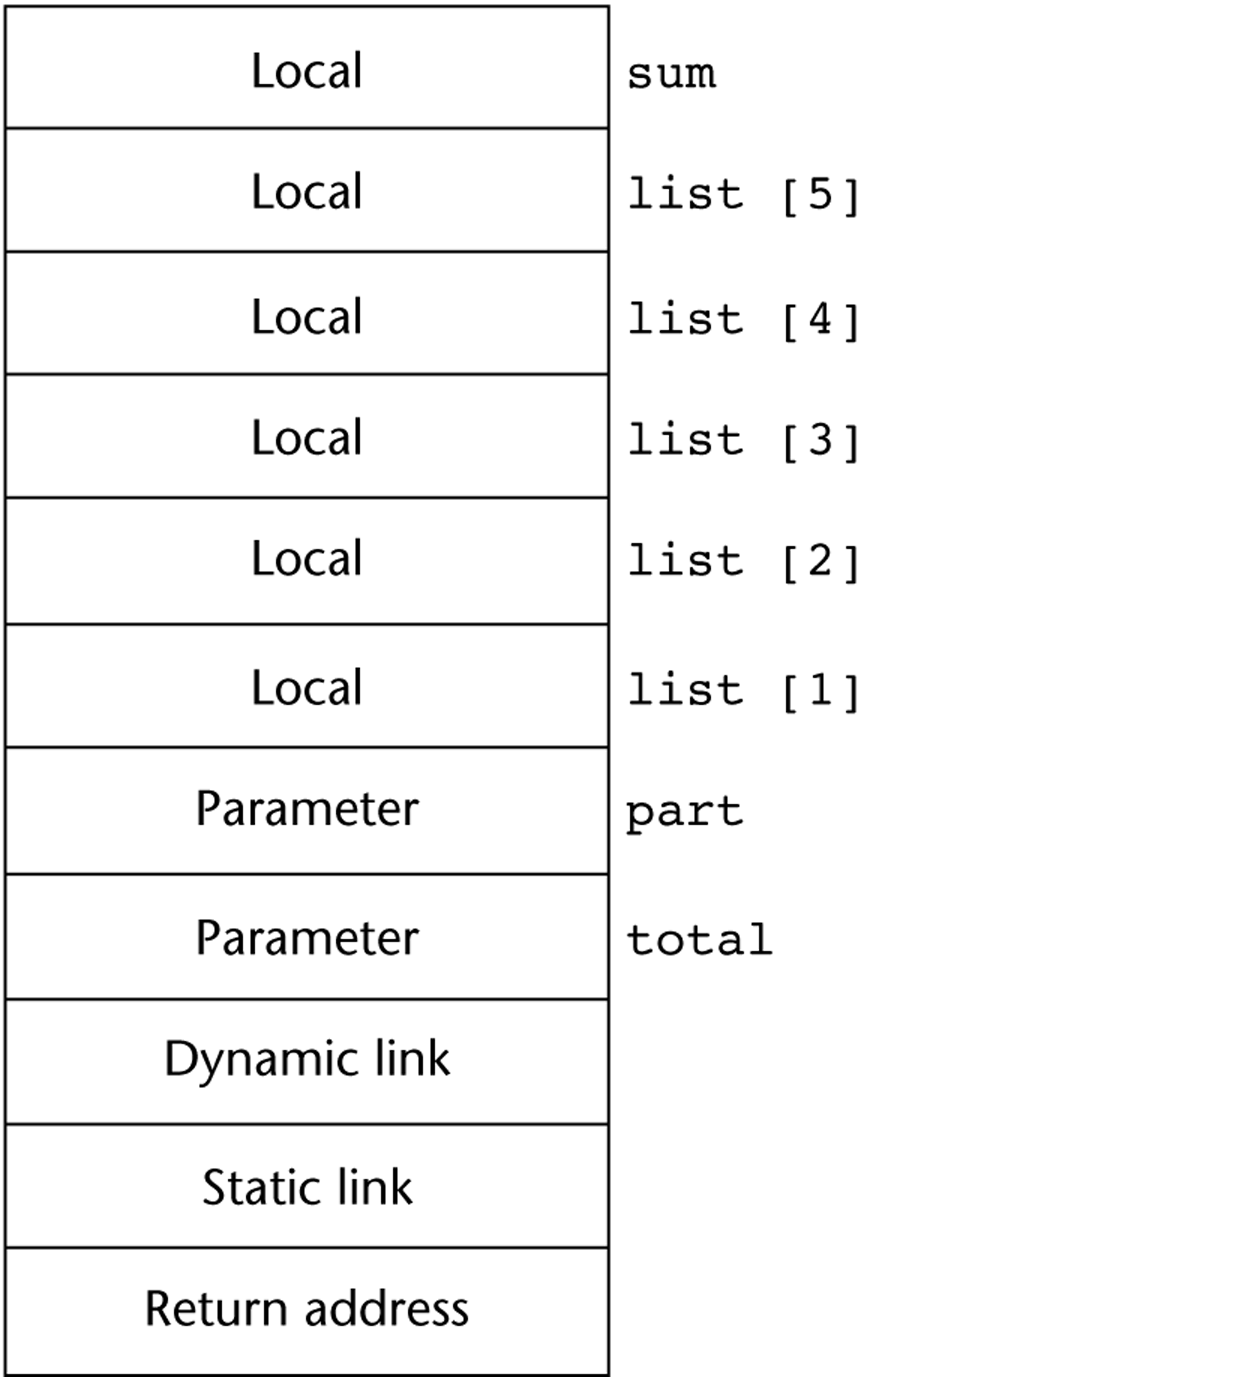 Local sum
Local list [5]
Local list [4]
Local list [3]
Local list [2]
Local list [1]
Parameter part
Parameter total
Dynamic link
Static link
Return address